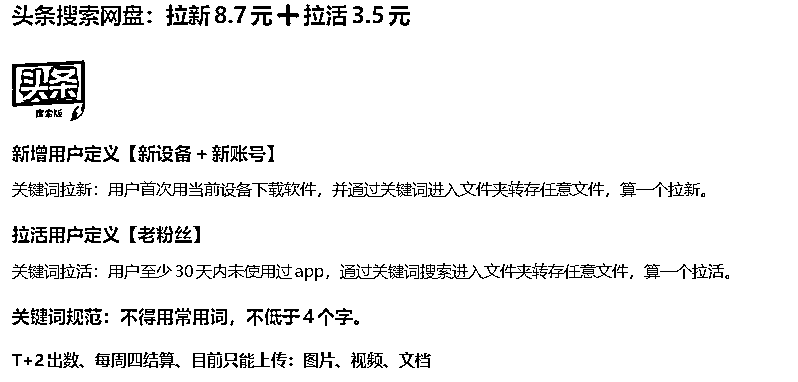 头条搜索网盘：拉新8.7元＋拉活3.5元
头条
搜索版
新增用户定义【新设备+新账号】
关键词拉新：用户首次用当前设备下载软件，并通过关键词进入文件夹转存任意文件，算一个拉新。
拉活用户定义【老粉丝】
关键词拉活：用户至少30天内未使用过app，通过关键词搜索进入文件夹转存任意文件，算一个拉活。
关键词规范：不得用常用词，不低于4个字。
T+2出数、每周四结算、目前只能上传：图片、视频、文档